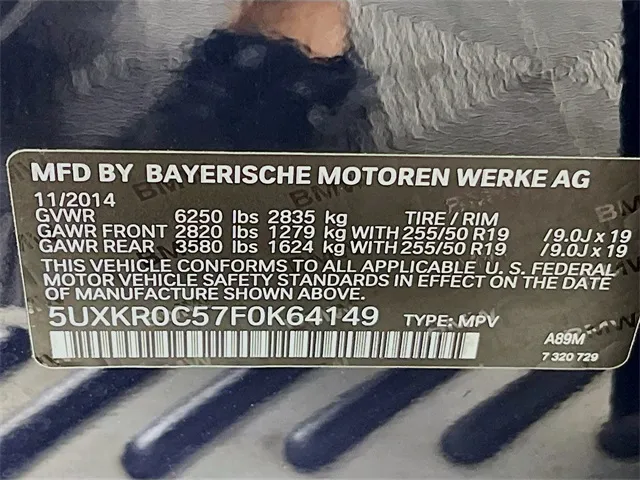 MFD BY BAYERISCHE MOTOREN WERKE AG
11/2014
GVWR 6250 lbs 2835 kg TIRE / RIM
GAWR FRONT 2820 lbs 1279 kg WITH 255/50 R19 /9.0J x 19
GAWR REAR 3580 lbs 1624 kg WITH 255/50 R19 /9.0J x 19
THIS VEHICLE CONFORMS TO ALL APPLICABLE U. S. FEDERAL
MOTOR VEHICLE SAFETY STANDARDS IN EFFECT ON THE DATE
OF MANUFACTURE SHOWN ABOVE.
5UXKR0C57F0K64149 TYPE: MPV
A89M
7 320 729